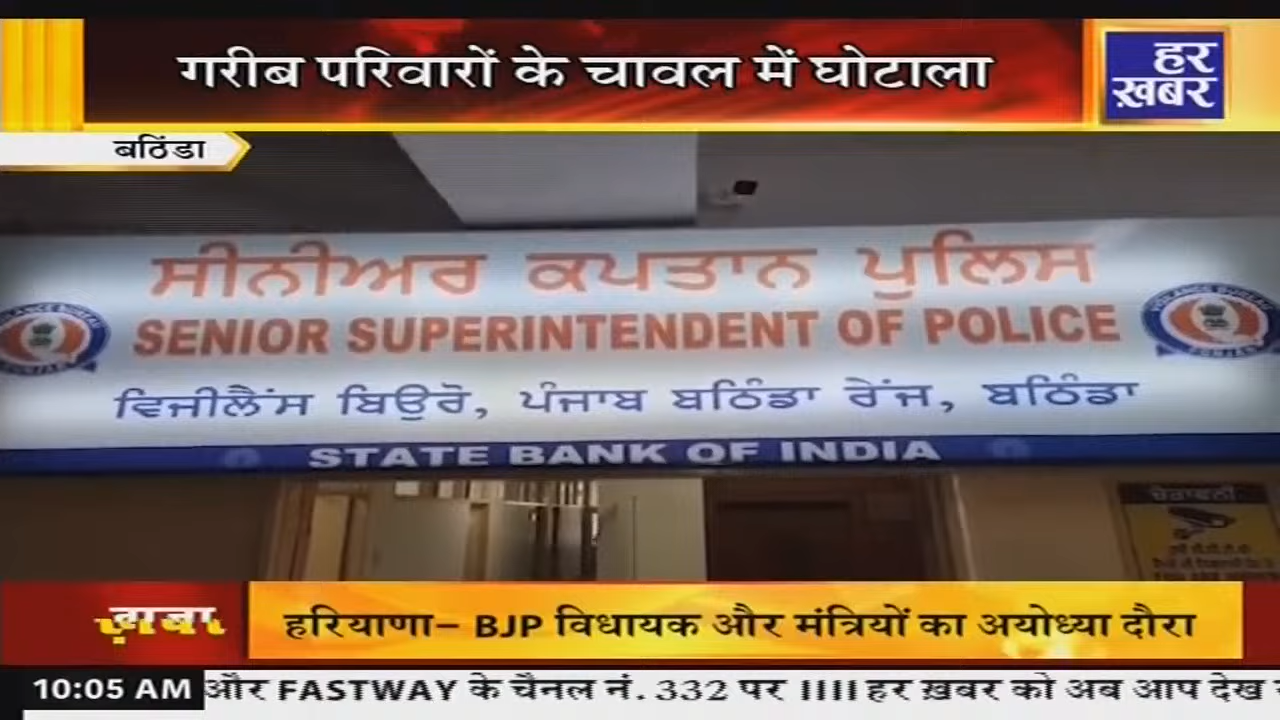 गरीब परिवारों के चावल में घोटाला
हर
ख़बर
बठिंडा
ਸੀਨੀਅਰ ਕਪਤਾਨ ਪੁਲਿਸ
SENIOR SUPERINTENDENT OF POLICE
ਵਿਜੀਲੈਂਸ ਬਿਊਰੋ, ਪੰਜਾਬ ਬਠਿੰਡਾ ਰੇਂਜ, ਬਠਿੰਡਾ
STATE BANK OF INDIA
ਚੇਤਾਵਨੀ
हरियाणा– BJP विधायक और मंत्रियों का अयोध्या दौरा
10:05 AM और FASTWAY के चैनल नं. 332 पर IIII हर ख़बर को अब आप देख